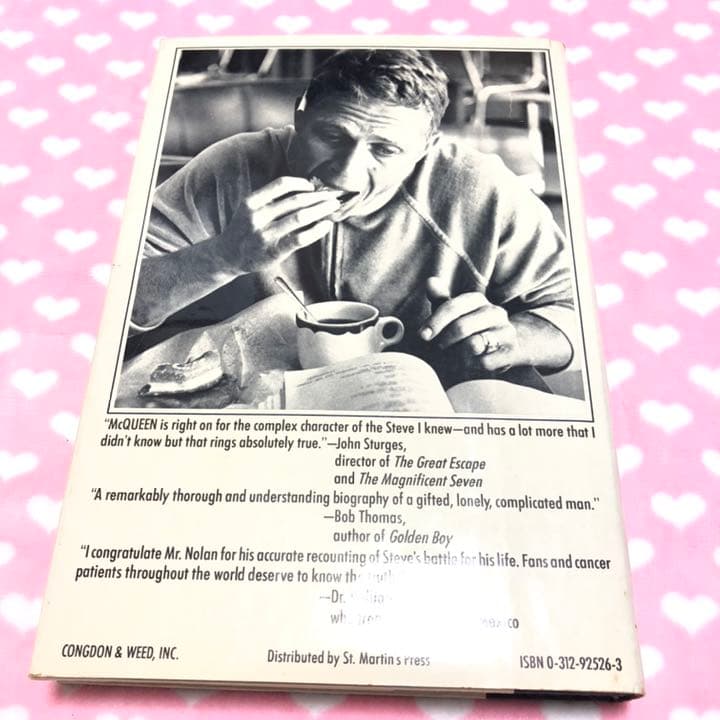 "McQUEEN is right on for the complex character of the Steve I knew—and has a lot more that I
didn't know but that rings absolutely true."—John Sturges,
director of The Great Escape
and The Magnificent Seven
"A remarkably thorough and understanding biography of a gifted, lonely, complicated man."
—Bob Thomas,
author of Golden Boy
"I congratulate Mr. Nolan for his accurate recounting of Steve's battle for his life. Fans and cancer
patients throughout the world deserve to know the truth
—Dr.
CONGDON & WEED, INC.
Distributed by St. Martin's Press
ISBN 0-312-92526-3